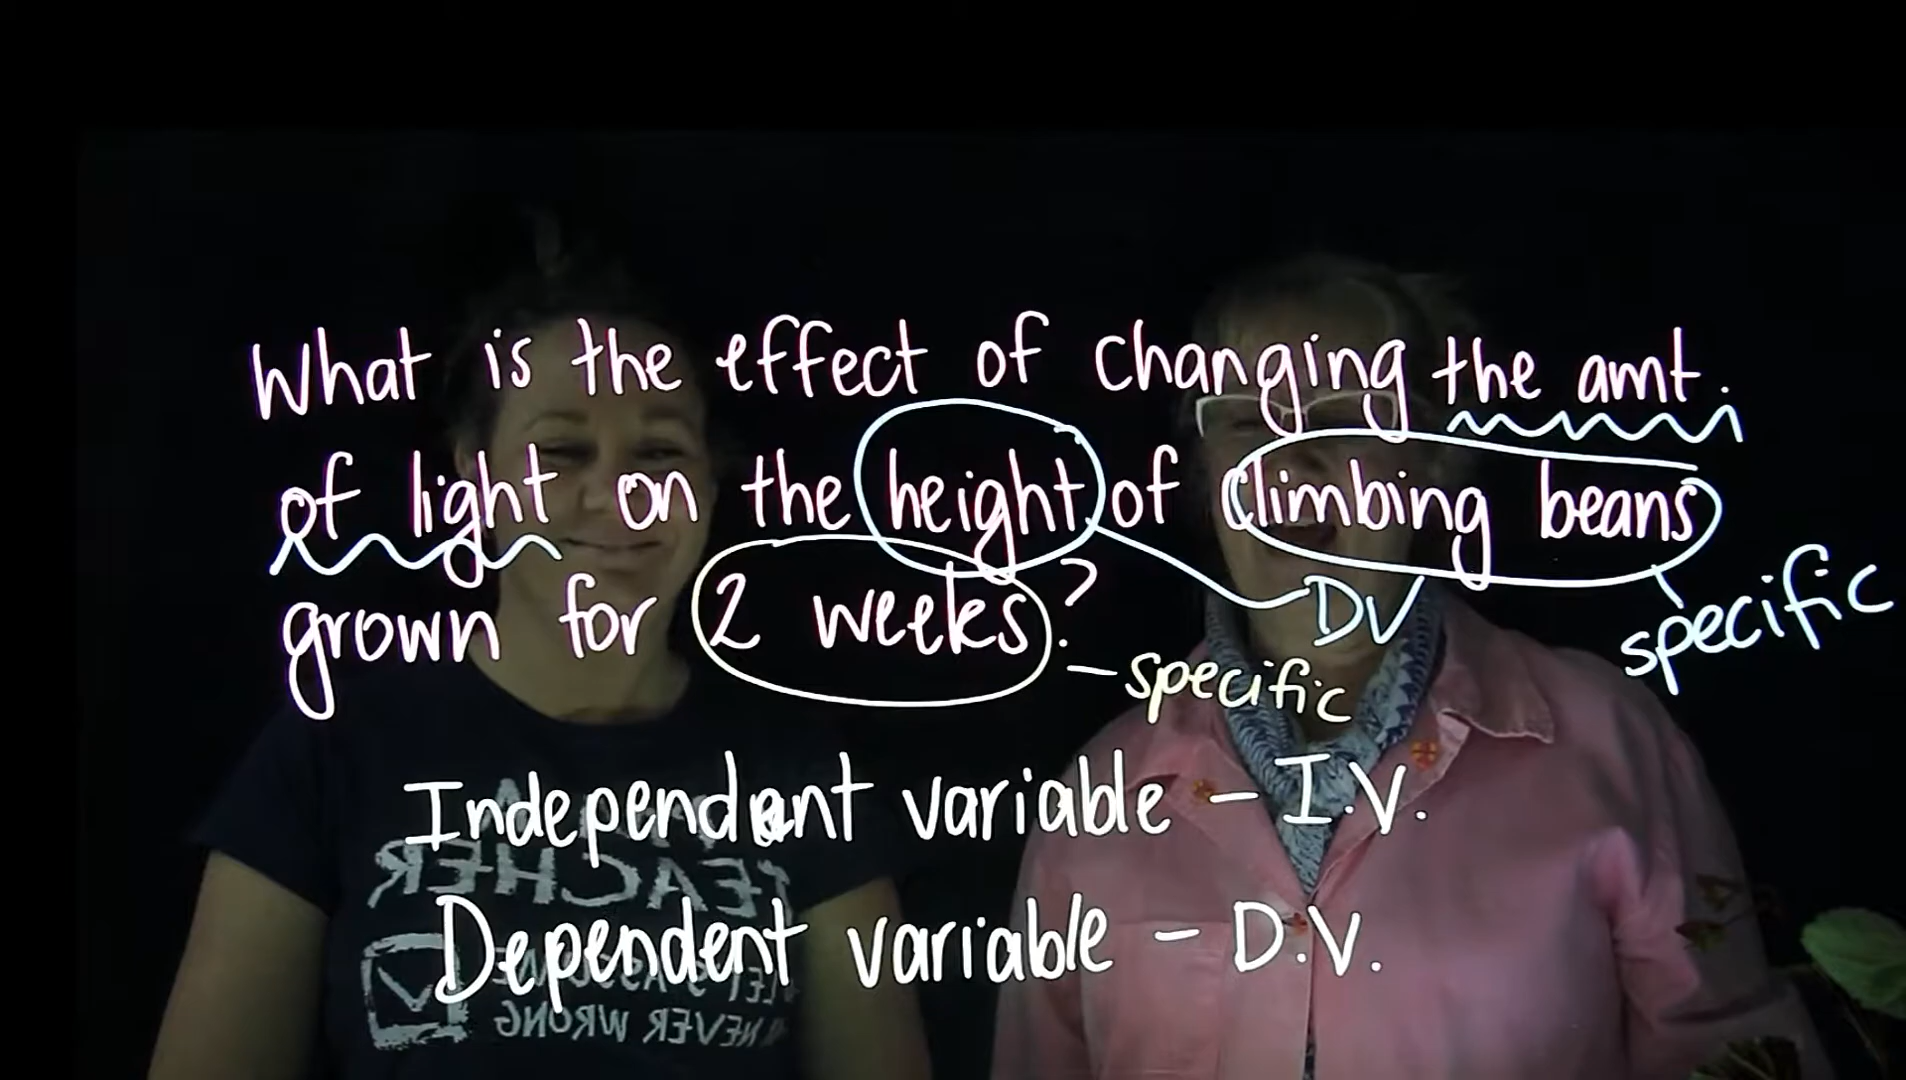 What is the effect of changing the amt.
of light on the height of climbing beans
grown for 2 weeks?
DV
specific
– specific
Independent variable – I.V.
Dependent variable – D.V.
TEACHER
NEVER WRONG